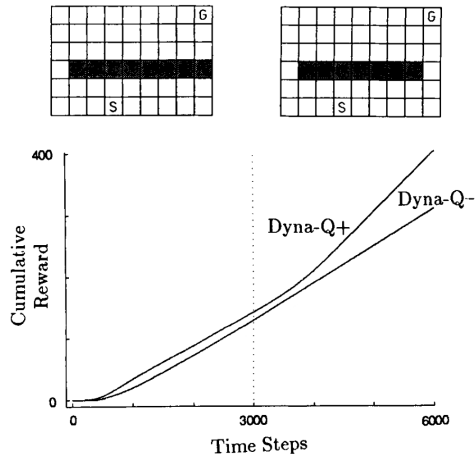 G
G
S
S
400
Dyna-Q-
Dyna-Q+
Cumulative
Reward
0
0
3000
6000
Time Steps